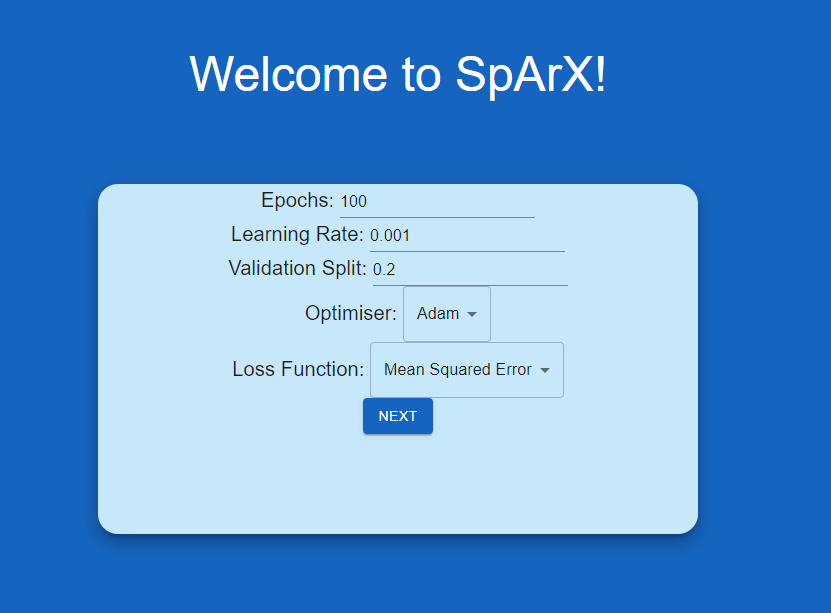 Welcome to SpArX!
Epochs: 100
Learning Rate: 0.001
Validation Split: 0.2
Optimiser: Adam
Loss Function: Mean Squared Error
NEXT